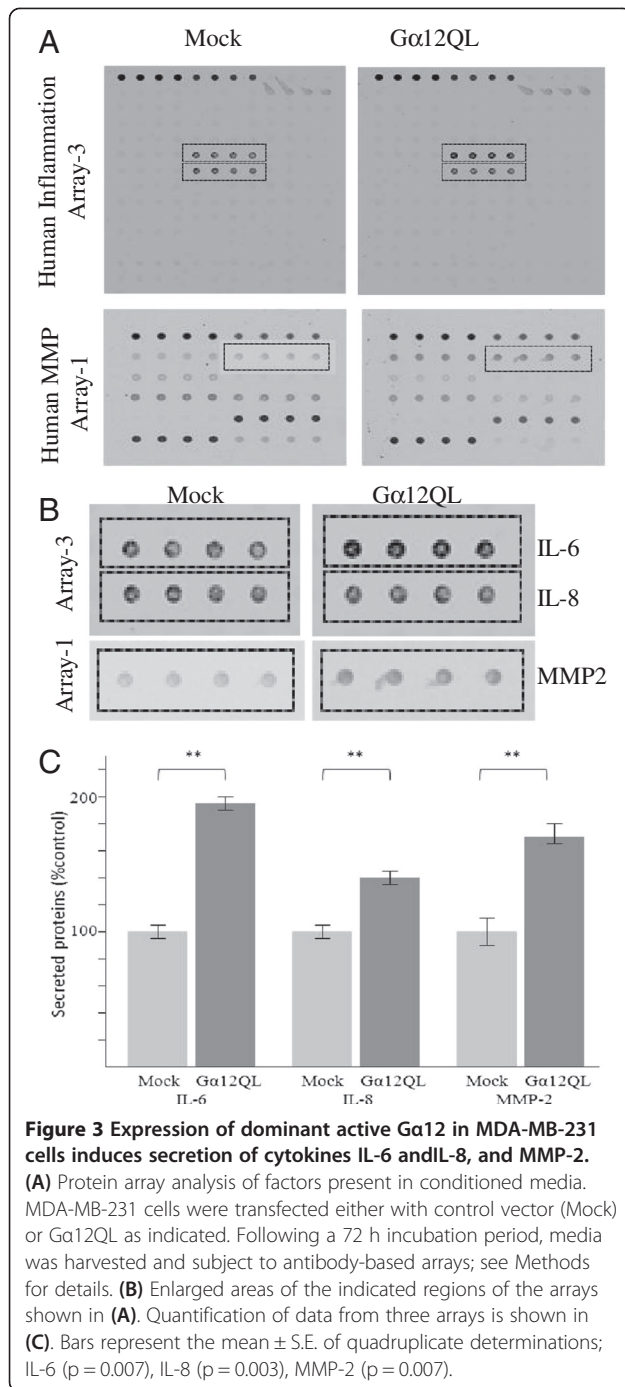 A
Mock Gα12QL
Human Inflammation
Array-3
Human MMP
Array-1
B
Mock Gα12QL
Array-3
IL-6
IL-8
Array-1
MMP2
C
** ** **
Secreted proteins (%control)
200
100
Mock Gα12QL Mock Gα12QL Mock Gα12QL
IL-6 IL-8 MMP-2
Figure 3 Expression of dominant active Gα12 in MDA-MB-231
cells induces secretion of cytokines IL-6 andIL-8, and MMP-2.
(A) Protein array analysis of factors present in conditioned media.
MDA-MB-231 cells were transfected either with control vector (Mock)
or Gα12QL as indicated. Following a 72 h incubation period, media
was harvested and subject to antibody-based arrays; see Methods
for details. (B) Enlarged areas of the indicated regions of the arrays
shown in (A). Quantification of data from three arrays is shown in
(C). Bars represent the mean ± S.E. of quadruplicate determinations;
IL-6 (p = 0.007), IL-8 (p = 0.003), MMP-2 (p = 0.007).